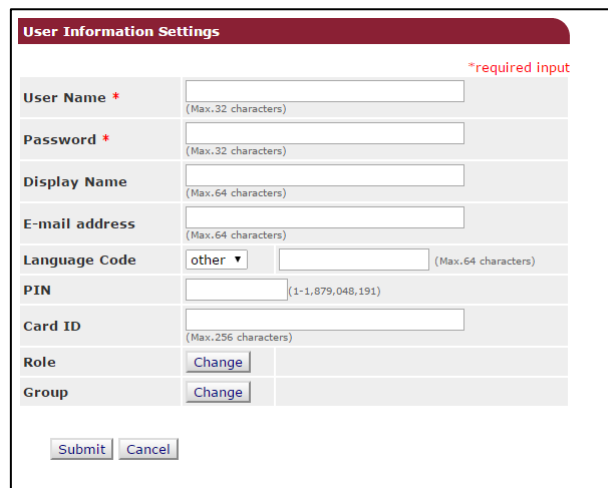 User Information Settings
*required input
User Name *
(Max.32 characters)
Password *
(Max.32 characters)
Display Name
(Max.64 characters)
E-mail address
(Max.64 characters)
Language Code other (Max.64 characters)
PIN (1-1,879,048,191)
Card ID
(Max.256 characters)
Role Change
Group Change
Submit Cancel